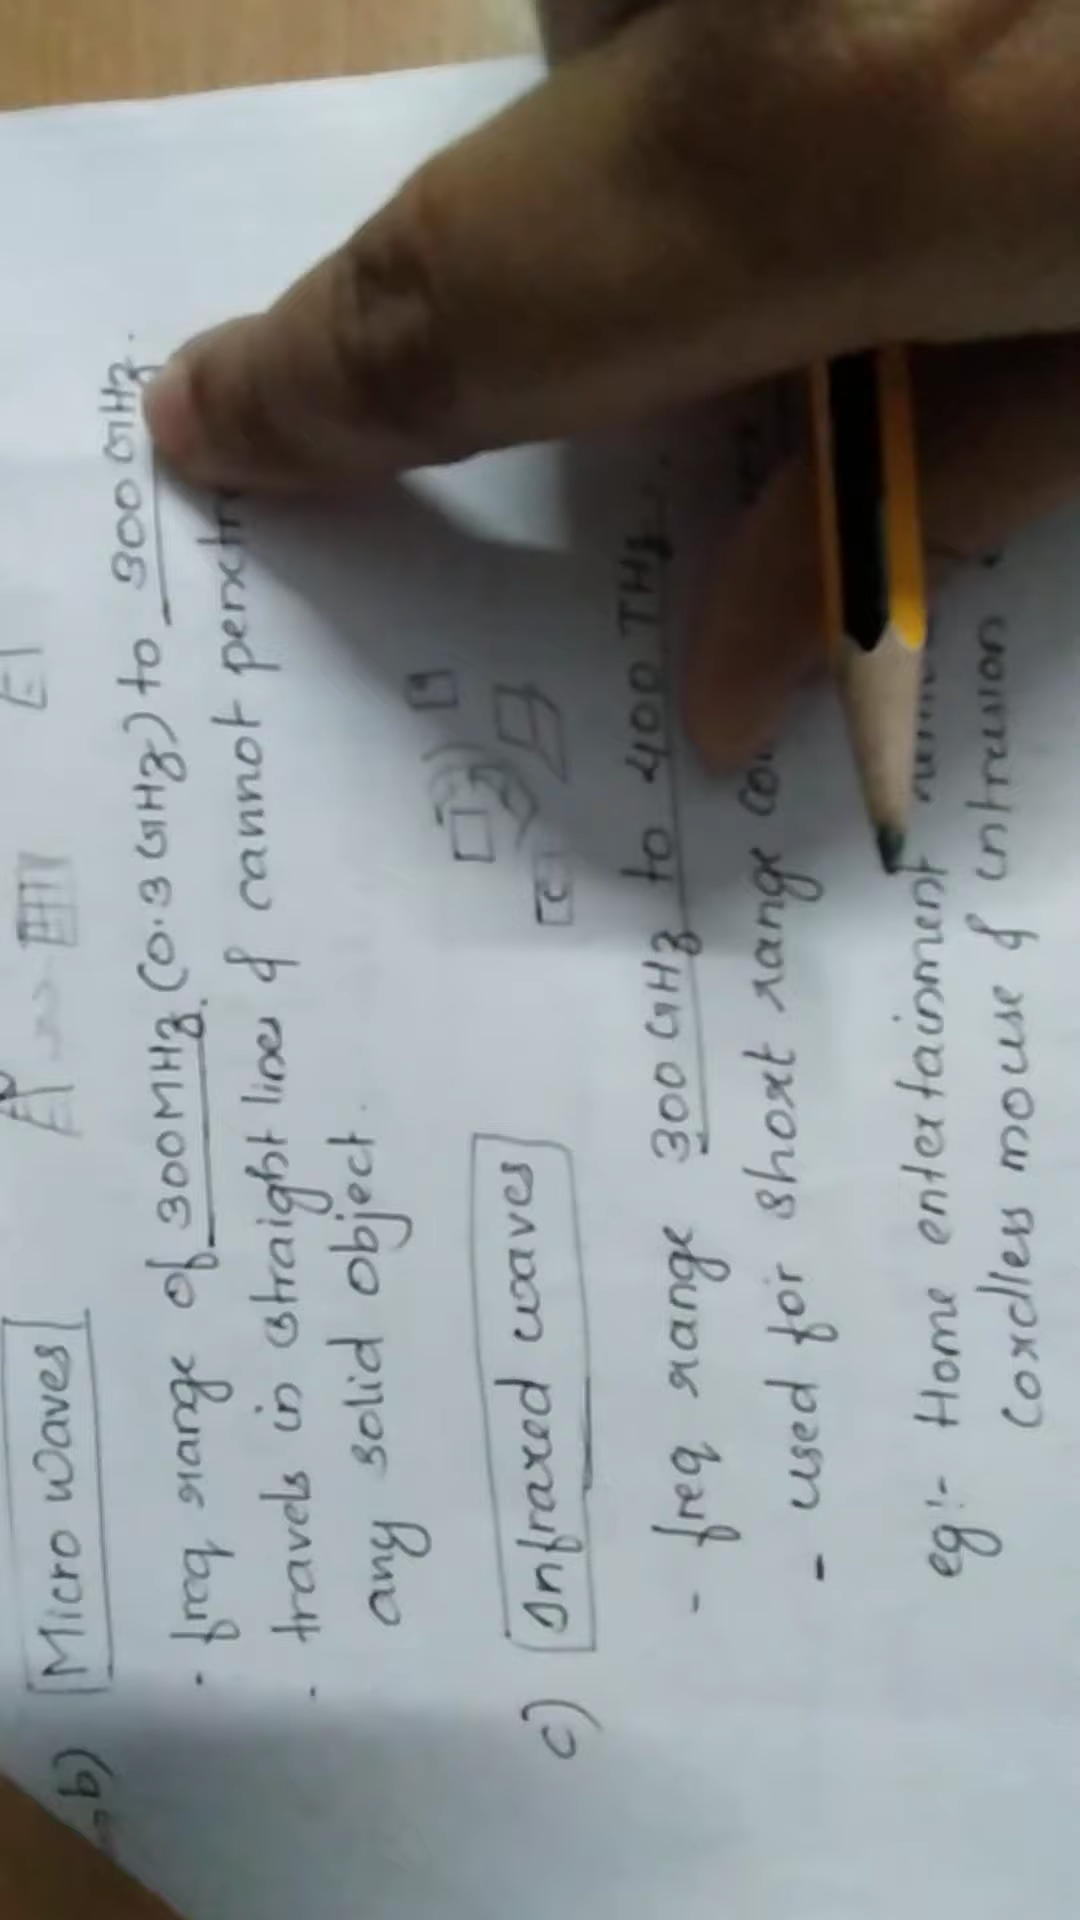 b) Micro waves
· freq range of 300MHz (0.3 GHz) to 300 GHz.
· travels in straight lines & cannot
any solid object.
c) Infrared waves
- freq range 300 GHz to 400 THz.
- used for short range
eg:- Home entertainment
Cordless mouse & intrusion